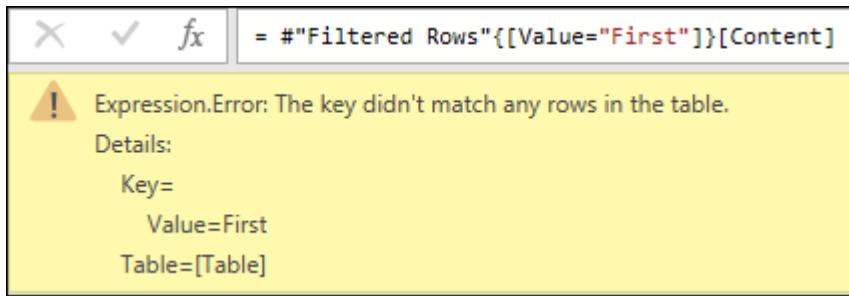 fx = #"Filtered Rows"{[Value="First"]}[Content]
Expression.Error: The key didn't match any rows in the table.
Details:
Key=
Value=First
Table=[Table]